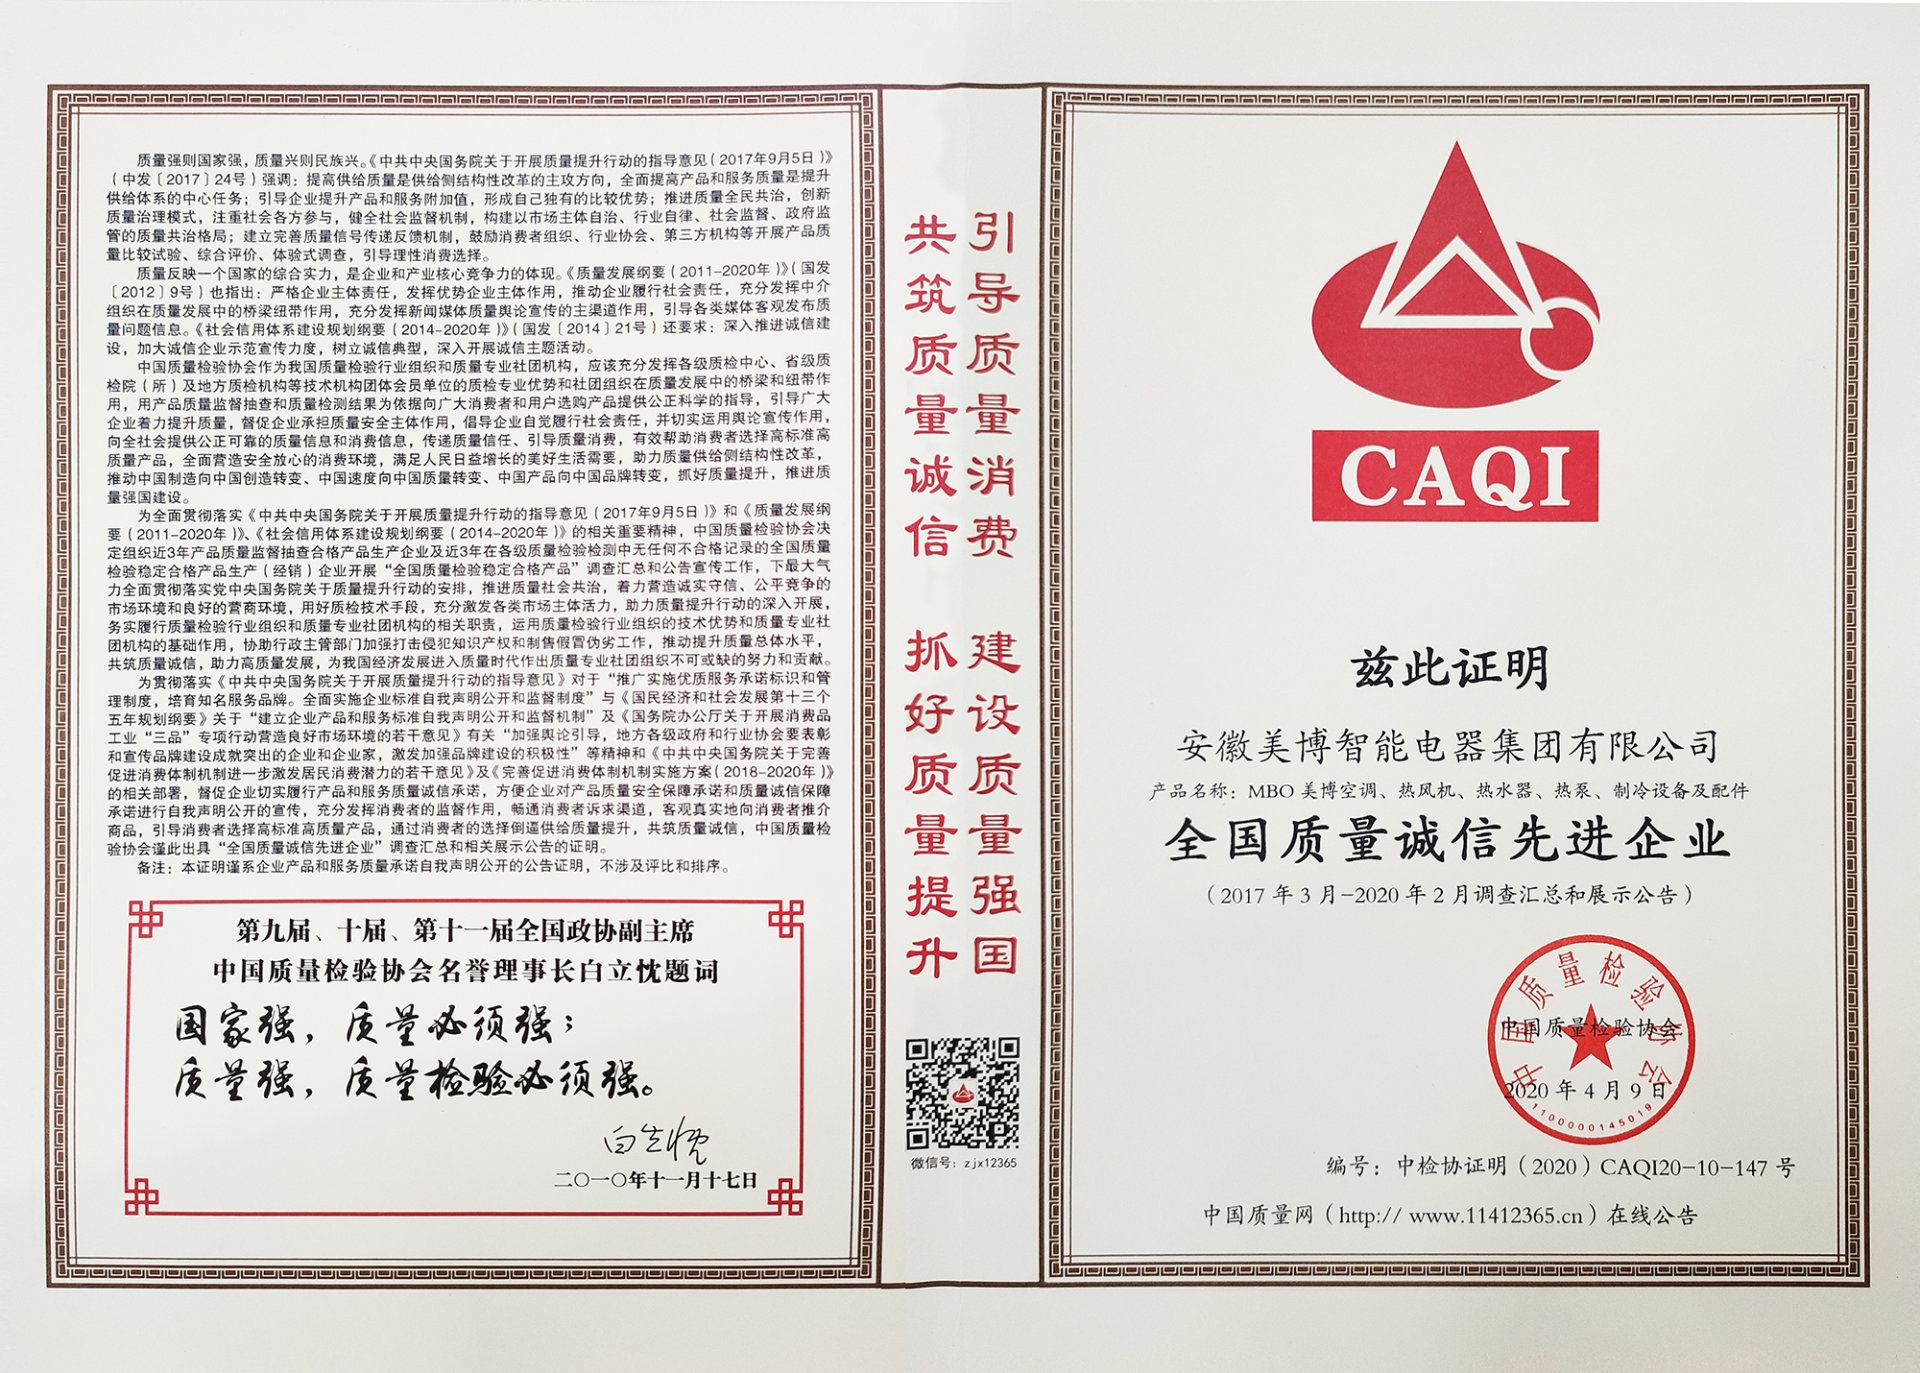 质量强则国家强，质量兴则民族兴。《中共中央国务院关于开展质量提升行动的指导意见（2017年9月5日）》
（中发〔2017〕24号）强调：提高供给质量是供给侧结构性改革的主攻方向，全面提高产品和服务质量是提升
供给体系的中心任务；引导企业提升产品和服务附加值，形成自己独有的比较优势；推进质量全民共治，创新
质量治理模式，注重社会各方参与，健全社会监督机制，构建以市场主体自治、行业自律、社会监督、政府监
管的质量共治格局；建立完善质量信号传递反馈机制，鼓励消费者组织、行业协会、第三方机构等开展产品质
量比较试验、综合评价、体验式调查，引导理性消费选择。
质量反映一个国家的综合实力，是企业和产业核心竞争力的体现。《质量发展纲要（2011-2020年）》（国发
〔2012〕9号）也指出：严格企业主体责任，发挥优势企业主体作用，推动企业履行社会责任，充分发挥中介
组织在质量发展中的桥梁纽带作用，充分发挥新闻媒体质量舆论宣传的主渠道作用，引导各类媒体客观发布质
量问题信息。《社会信用体系建设规划纲要（2014-2020年）》（国发〔2014〕21号）还要求：深入推进诚信建
设，加大诚信企业示范宣传力度，树立诚信典型，深入开展诚信主题活动。
中国质量检验协会作为我国质量检验行业组织和质量专业社团机构，应该充分发挥各级质检中心、省级质
检院（所）及地方质检机构等技术机构团体会员单位的质检专业优势和社团组织在质量发展中的桥梁和纽带作
用，用产品质量监督抽查和质量检测结果为依据向广大消费者和用户选购产品提供公正科学的指导，引导广大
企业着力提升质量，督促企业承担质量安全主体作用，倡导企业自觉履行社会责任，并切实运用舆论宣传作用，
向全社会提供公正可靠的质量信息和消费信息，传递质量信任、引导质量消费，有效帮助消费者选择高标准高
质量产品，全面营造安全放心的消费环境，满足人民日益增长的美好生活需要，助力质量供给侧结构性改革，
推动中国制造向中国创造转变、中国速度向中国质量转变、中国产品向中国品牌转变，抓好质量提升，推进质
量强国建设。
为全面贯彻落实《中共中央国务院关于开展质量提升行动的指导意见（2017年9月5日）》和《质量发展纲
要（2011-2020年）》、《社会信用体系建设规划纲要（2014-2020年）》的相关重要精神，中国质量检验协会决
定组织近3年产品质量监督抽查合格产品生产企业及近3年在各级质量检验检测中无任何不合格记录的全国质量
检验稳定合格产品生产（经销）企业开展“全国质量检验稳定合格产品”调查汇总和公告宣传工作，下最大气
力全面贯彻落实党中央国务院关于质量提升行动的安排，推进质量社会共治，着力营造诚实守信、公平竞争的
市场环境和良好的营商环境，用好质检技术手段，充分激发各类市场主体活力，助力质量提升行动的深入开展，
务实履行质量检验行业组织和质量专业社团机构的相关职责，运用质量检验行业组织的技术优势和质量专业社
团机构的基础作用，协助行政主管部门加强打击侵犯知识产权和制售假冒伪劣工作，推动提升质量总体水平，
共筑质量诚信，助力高质量发展，为我国经济发展进入质量时代作出质量专业社团组织不可或缺的努力和贡献。
为贯彻落实《中共中央国务院关于开展质量提升行动的指导意见》对于“推广实施优质服务承诺标识和管
理制度，培育知名服务品牌。全面实施企业标准自我声明公开和监督制度”与《国民经济和社会发展第十三个
五年规划纲要》关于“建立企业产品和服务标准自我声明公开和监督机制”及《国务院办公厅关于开展消费品
工业“三品”专项行动营造良好市场环境的若干意见》有关“加强舆论引导，地方各级政府和行业协会要表彰
和宣传品牌建设成就突出的企业和企业家，激发加强品牌建设的积极性”等精神和《中共中央国务院关于完善
促进消费体制机制进一步激发居民消费潜力的若干意见》及《完善促进消费体制机制实施方案（2018-2020年）》
的相关部署，督促企业切实履行产品和服务质量诚信承诺，方便企业对产品质量安全保障承诺和质量诚信保障
承诺进行自我声明公开的宣传，充分发挥消费者的监督作用，畅通消费者诉求渠道，客观真实地向消费者推介
商品，引导消费者选择高标准高质量产品，通过消费者的选择倒逼供给质量提升，共筑质量诚信，中国质量检
验协会谨此出具“全国质量诚信先进企业”调查汇总和相关展示公告的证明。
备注：本证明谨系企业产品和服务质量承诺自我声明公开的公告证明，不涉及评比和排序。
第九届、十届、第十一届全国政协副主席
中国质量检验协会名誉理事长白立忱题词
国家强，质量必须强；
质量强，质量检验必须强。
白立忱
二〇一〇年十一月十七日
引导质量消费 建设质量强国
共筑质量诚信 抓好质量提升
微信号：zjx12365
CAQI
兹此证明
安徽美博智能电器集团有限公司
产品名称：MBO 美博空调、热风机、热水器、热泵、制冷设备及配件
全国质量诚信先进企业
（2017 年 3 月-2020 年 2 月调查汇总和展示公告）
中国质量检验协会
中国质量检验协会
2020 年 4 月 9 日
1100000145019
编号：中检协证明（2020）CAQI20-10-147 号
中国质量网（http:// www.11412365.cn）在线公告